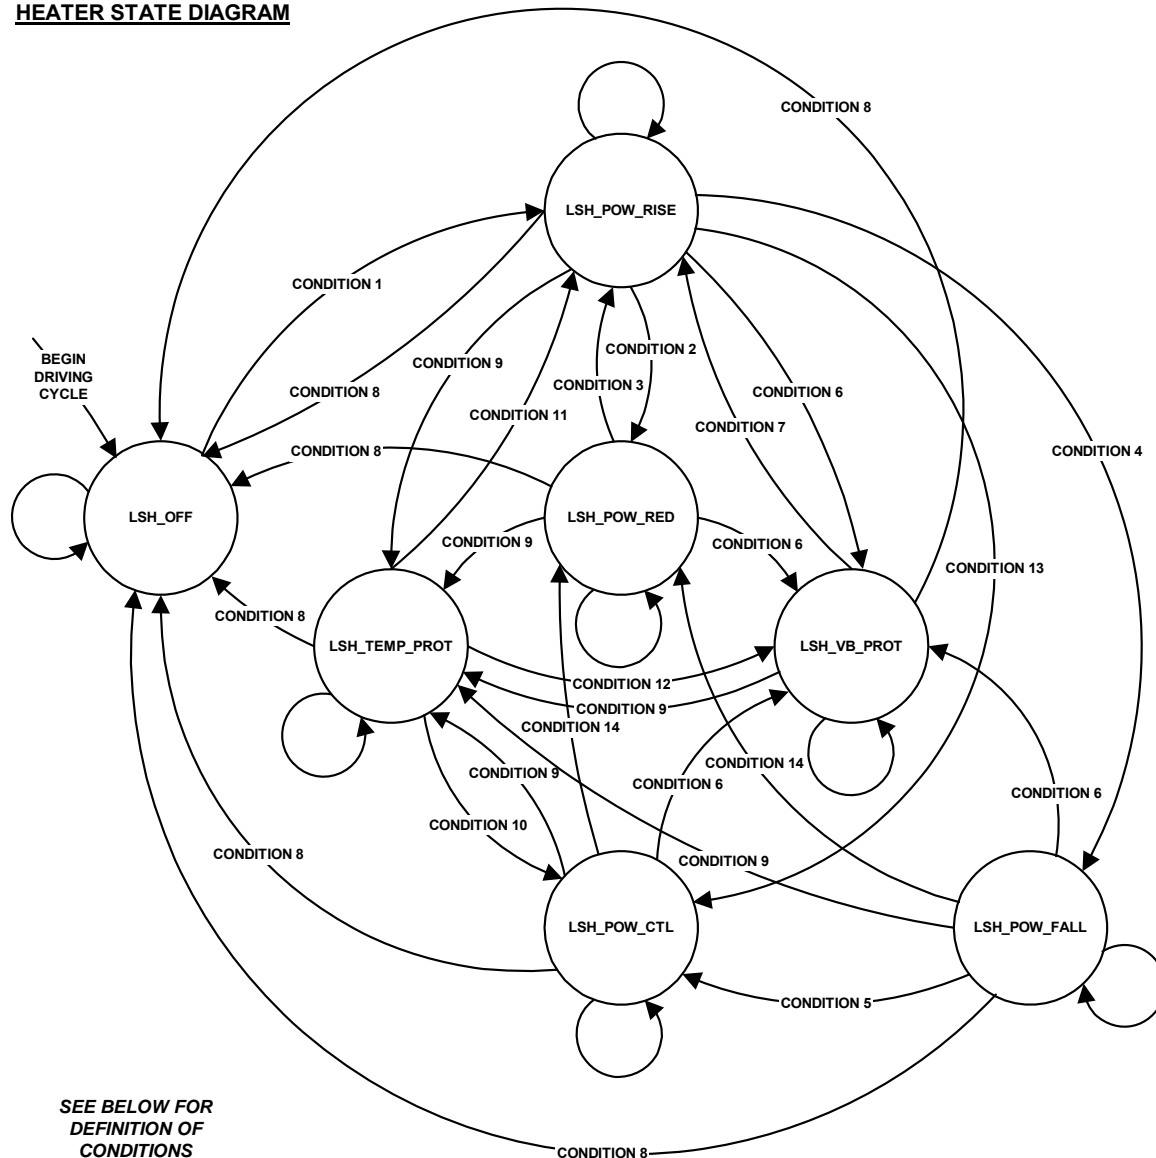 HEATER STATE DIAGRAM
CONDITION 8
LSH_POW_RISE
CONDITION 1
BEGIN
DRIVING
CYCLE
CONDITION 9
CONDITION 2
CONDITION 3
CONDITION 8
CONDITION 6
CONDITION 11
CONDITION 7
CONDITION 8
CONDITION 4
LSH_OFF
LSH_POW_RED
CONDITION 9
CONDITION 6
CONDITION 13
CONDITION 8
LSH_TEMP_PROT
LSH_VB_PROT
CONDITION 12
CONDITION 9
CONDITION 14
CONDITION 9
CONDITION 6
CONDITION 14
CONDITION 6
CONDITION 10
CONDITION 8
CONDITION 9
LSH_POW_CTL
LSH_POW_FALL
CONDITION 5
SEE BELOW FOR
DEFINITION OF
CONDITIONS
CONDITION 8